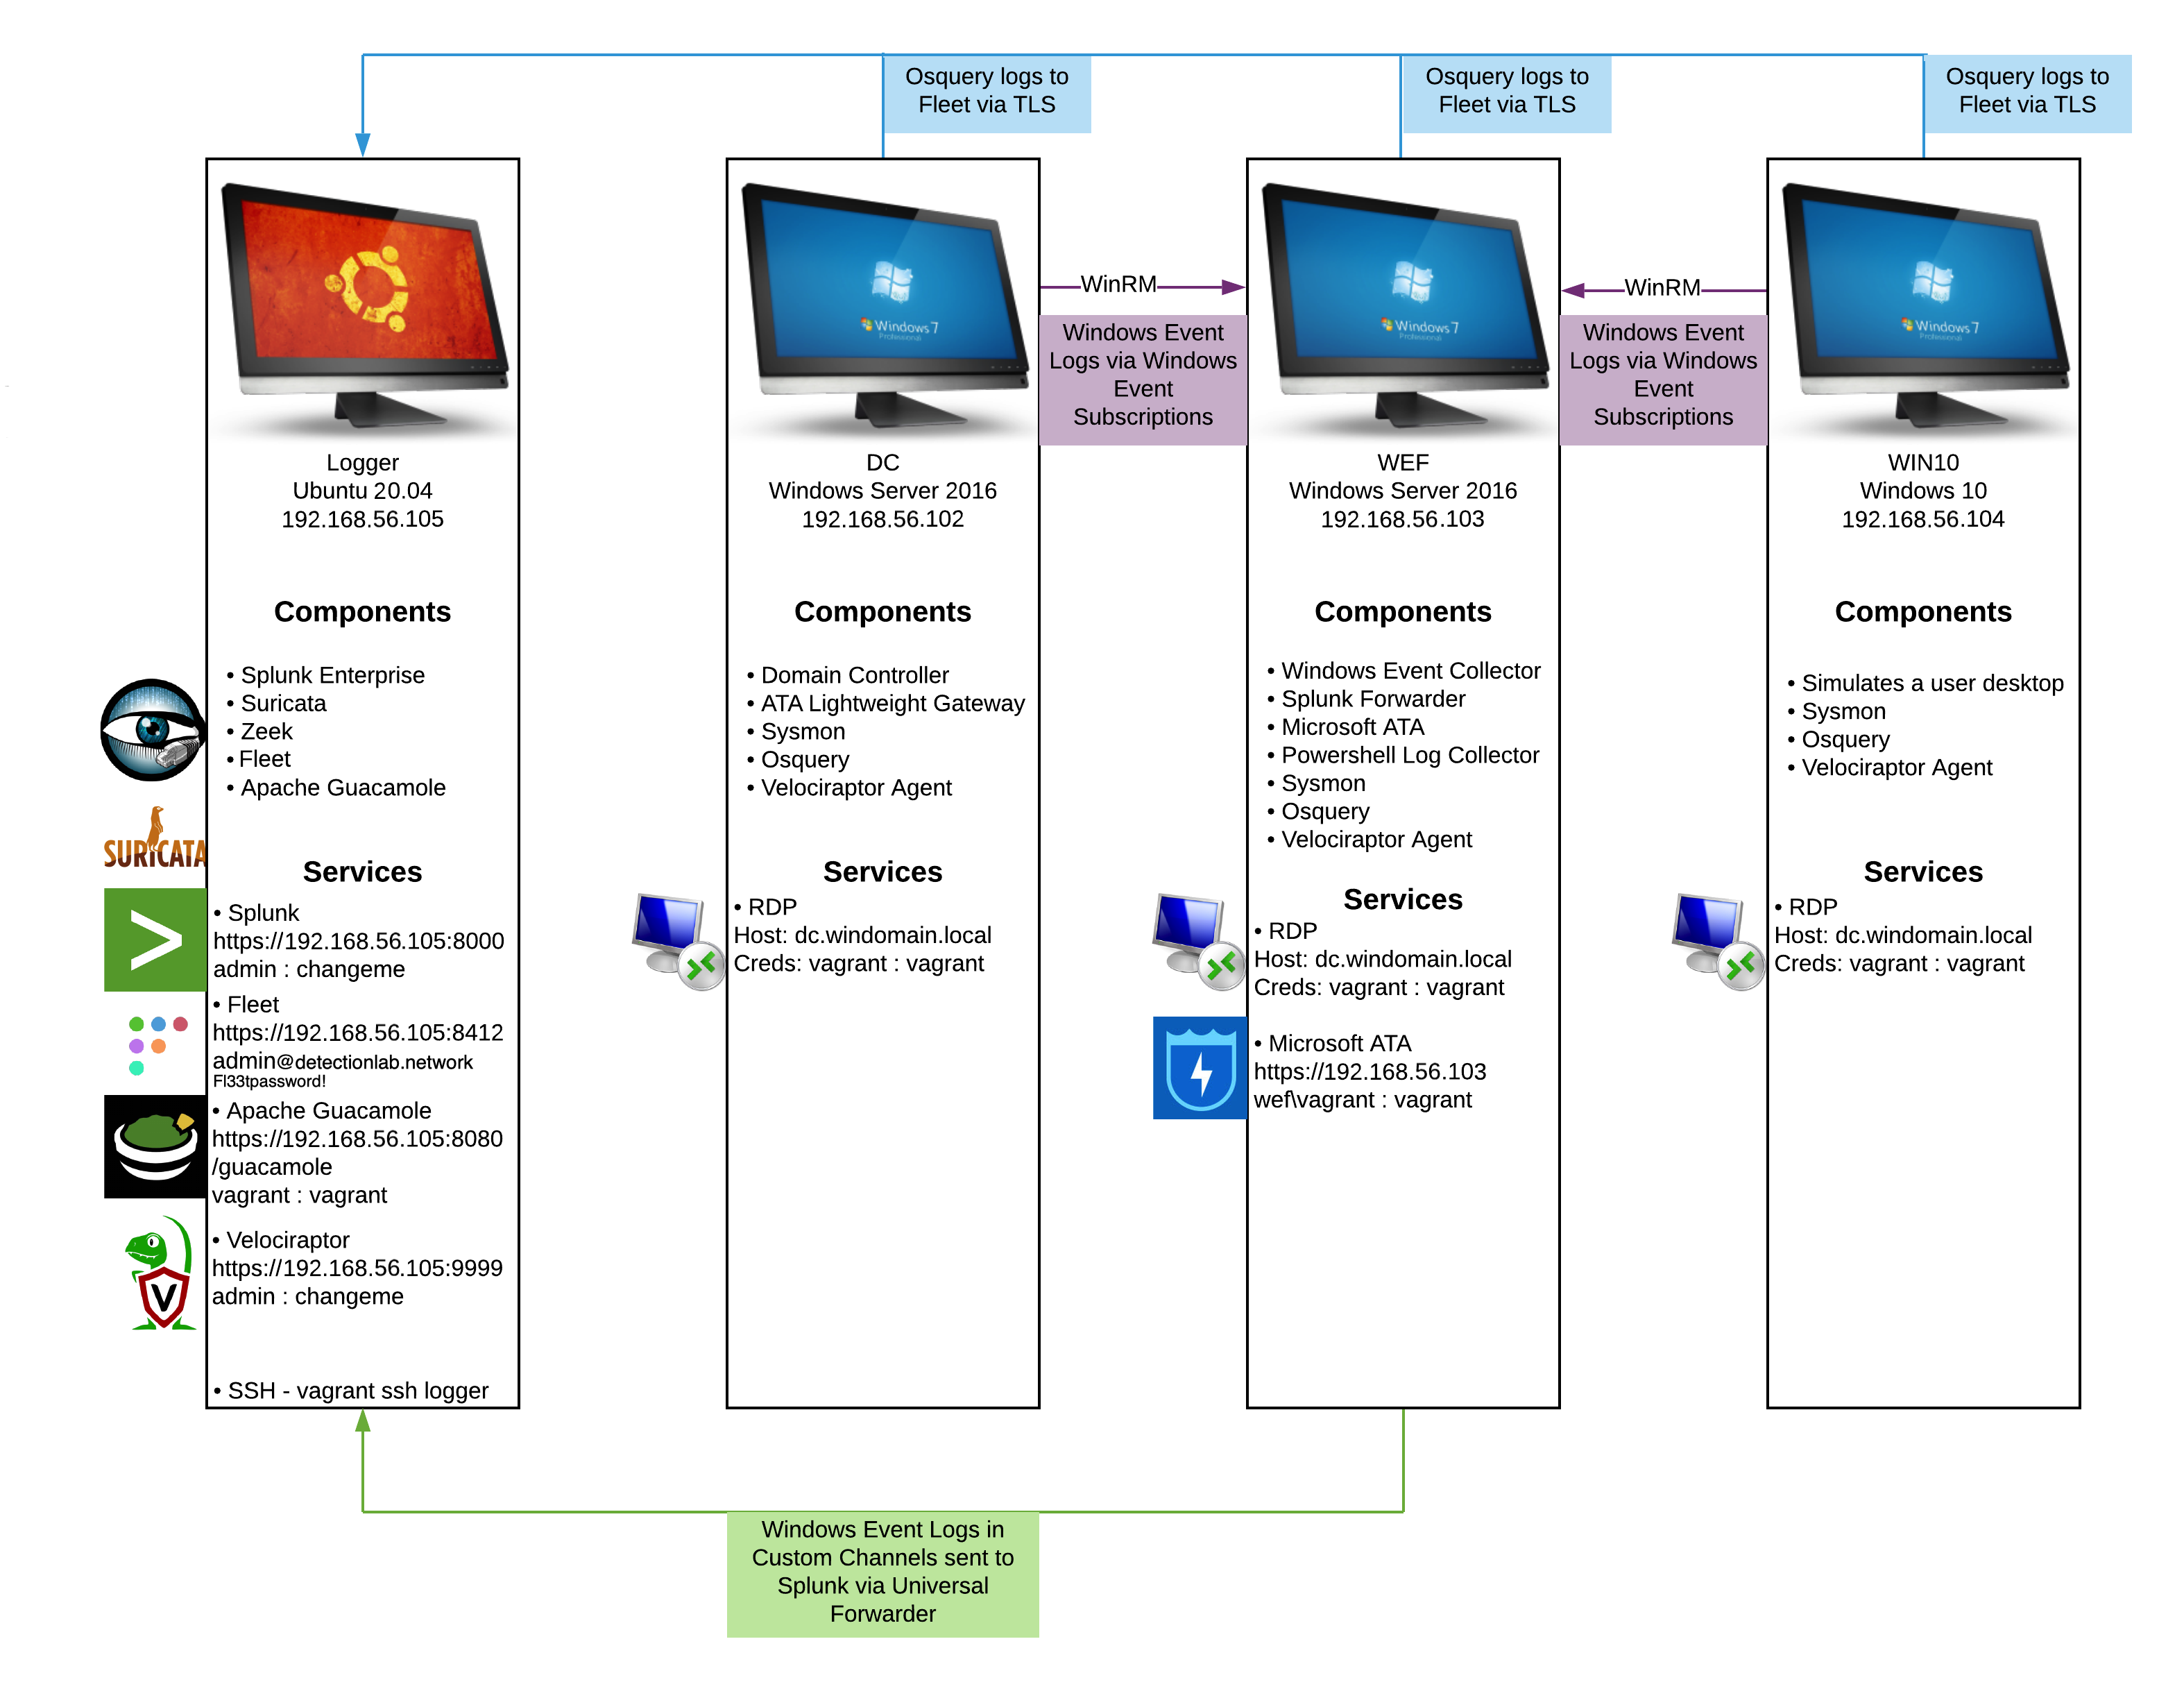 Osquery logs to
Fleet via TLS
Osquery logs to
Fleet via TLS
Osquery logs to
Fleet via TLS
Windows 7
Professional
Windows 7
Professional
Windows 7
Professional
WinRM
Windows Event
Logs via Windows
Event
Subscriptions
WinRM
Windows Event
Logs via Windows
Event
Subscriptions
Logger
Ubuntu 20.04
192.168.56.105
Components
• Splunk Enterprise
• Suricata
• Zeek
• Fleet
• Apache Guacamole
SURICATA
Services
>
• Splunk
https://192.168.56.105:8000
admin : changeme
• Fleet
https://192.168.56.105:8412
admin@detectionlab.network
Fl33tpassword!
• Apache Guacamole
https://192.168.56.105:8080
/guacamole
vagrant : vagrant
V
• Velociraptor
https://192.168.56.105:9999
admin : changeme
• SSH - vagrant ssh logger
DC
Windows Server 2016
192.168.56.102
Components
• Domain Controller
• ATA Lightweight Gateway
• Sysmon
• Osquery
• Velociraptor Agent
Services
• RDP
Host: dc.windomain.local
Creds: vagrant : vagrant
WEF
Windows Server 2016
192.168.56.103
Components
• Windows Event Collector
• Splunk Forwarder
• Microsoft ATA
• Powershell Log Collector
• Sysmon
• Osquery
• Velociraptor Agent
Services
• RDP
Host: dc.windomain.local
Creds: vagrant : vagrant
• Microsoft ATA
https://192.168.56.103
wef\vagrant : vagrant
WIN10
Windows 10
192.168.56.104
Components
• Simulates a user desktop
• Sysmon
• Osquery
• Velociraptor Agent
Services
• RDP
Host: dc.windomain.local
Creds: vagrant : vagrant
Windows Event Logs in
Custom Channels sent to
Splunk via Universal
Forwarder